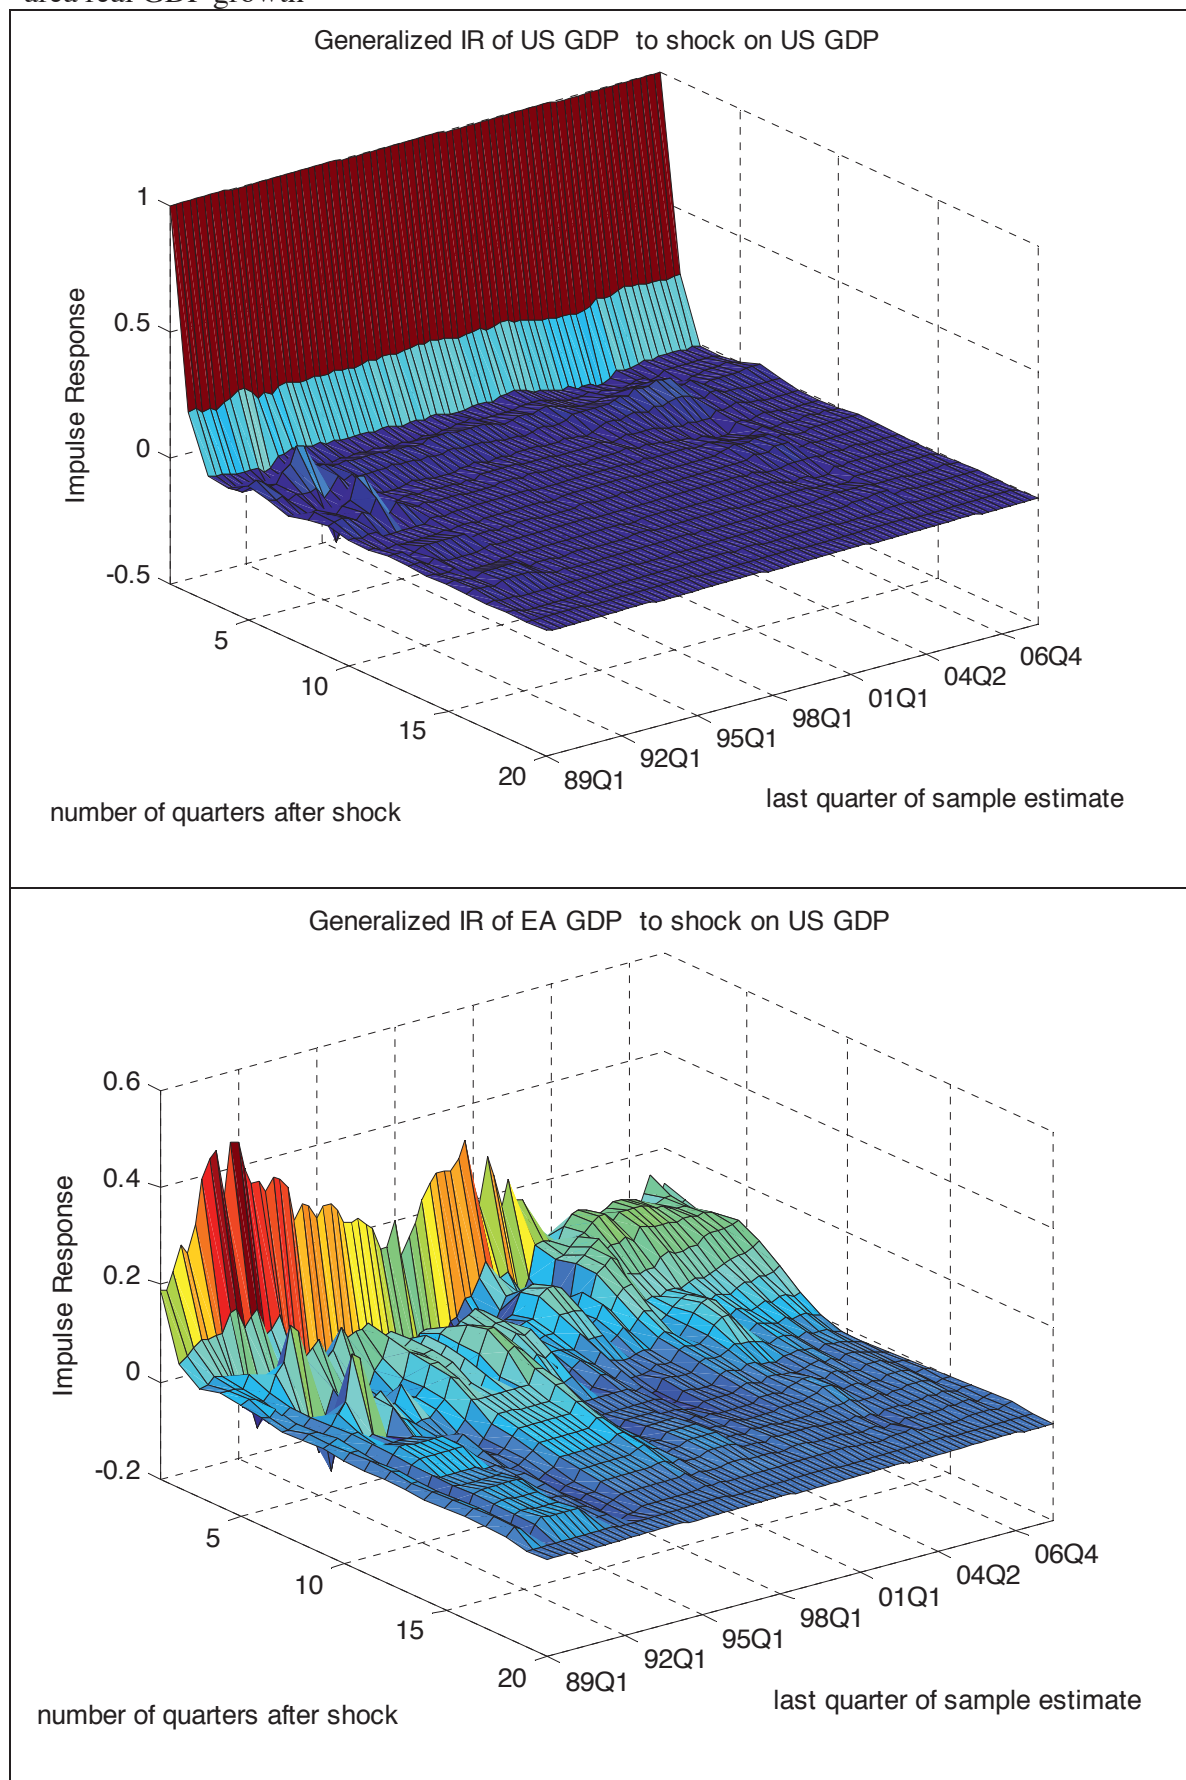 area real GDP growth
Generalized IR of US GDP to shock on US GDP
1
0.5
0
-0.5
Impulse Response
5
10
15
20
89Q1
92Q1
95Q1
98Q1
01Q1
04Q2
06Q4
number of quarters after shock
last quarter of sample estimate
Generalized IR of EA GDP to shock on US GDP
0.6
0.4
0.2
0
-0.2
Impulse Response
5
10
15
20
89Q1
92Q1
95Q1
98Q1
01Q1
04Q2
06Q4
number of quarters after shock
last quarter of sample estimate